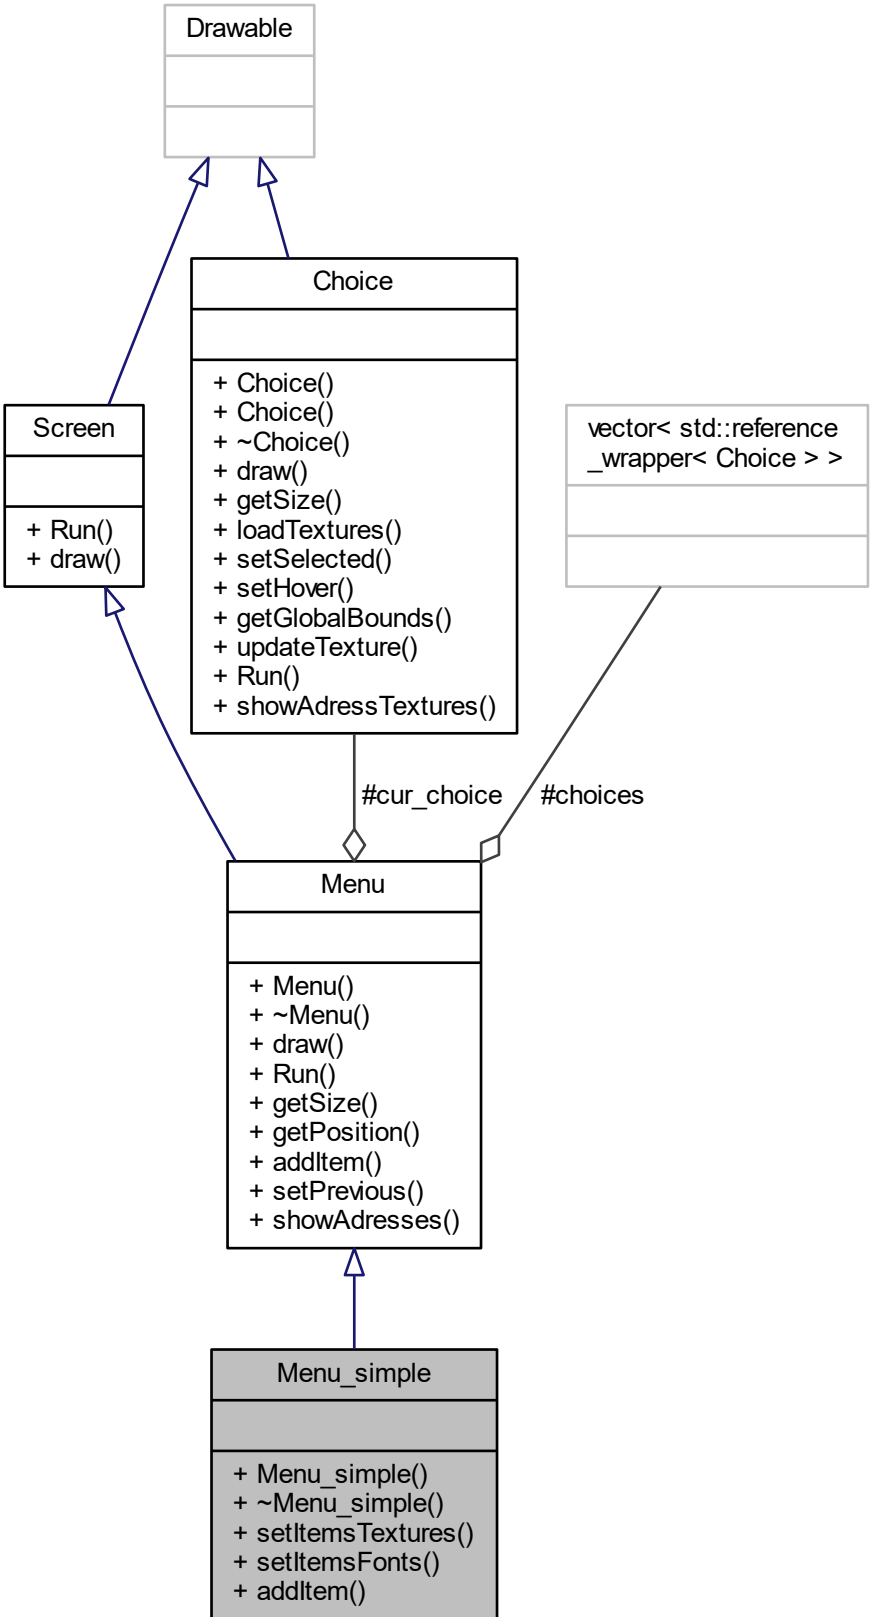 Drawable
Choice
+ Choice()
+ Choice()
+ ~Choice()
+ draw()
+ getSize()
+ loadTextures()
+ setSelected()
+ setHover()
+ getGlobalBounds()
+ updateTexture()
+ Run()
+ showAdressTextures()
Screen
+ Run()
+ draw()
vector< std::reference
_wrapper< Choice > >
#cur_choice
#choices
Menu
+ Menu()
+ ~Menu()
+ draw()
+ Run()
+ getSize()
+ getPosition()
+ addItem()
+ setPrevious()
+ showAdresses()
Menu_simple
+ Menu_simple()
+ ~Menu_simple()
+ setItemsTextures()
+ setItemsFonts()
+ addItem()